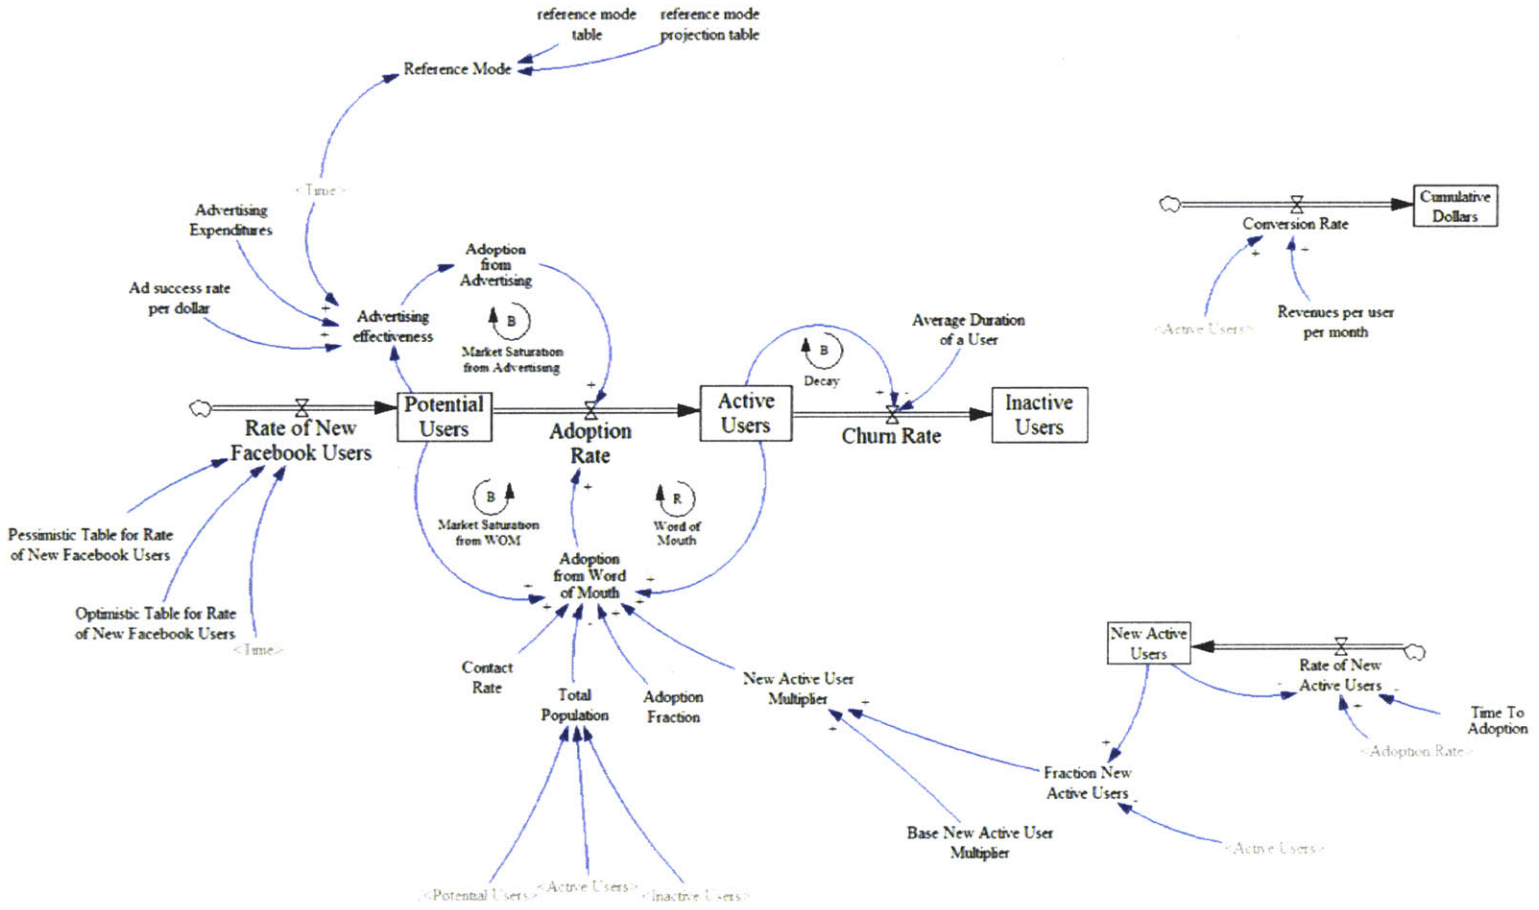 reference mode
table
reference mode
projection table
Reference Mode
<Time>
Advertising
Expenditures
Ad success rate
per dollar
Adoption
from
Advertising
Advertising
effectiveness
B
Market Saturation
from Advertising
Cumulative
Dollars
Conversion Rate
<Active Users>
Revenues per user
per month
Average Duration
of a User
B
Decay
Potential
Users
Active
Users
Inactive
Users
Rate of New
Facebook Users
Adoption
Rate
Churn Rate
B
Market Saturation
from WOM
R
Word of
Mouth
Pessimistic Table for Rate
of New Facebook Users
Optimistic Table for Rate
of New Facebook Users
<Time>
Adoption
from Word
of Mouth
Contact
Rate
Total
Population
Adoption
Fraction
New Active User
Multiplier
New Active
Users
Rate of New
Active Users
Time To
Adoption
<Adoption Rate>
Fraction New
Active Users
Base New Active User
Multiplier
<Active Users>
<Potential Users>
<Active Users>
<Inactive Users>